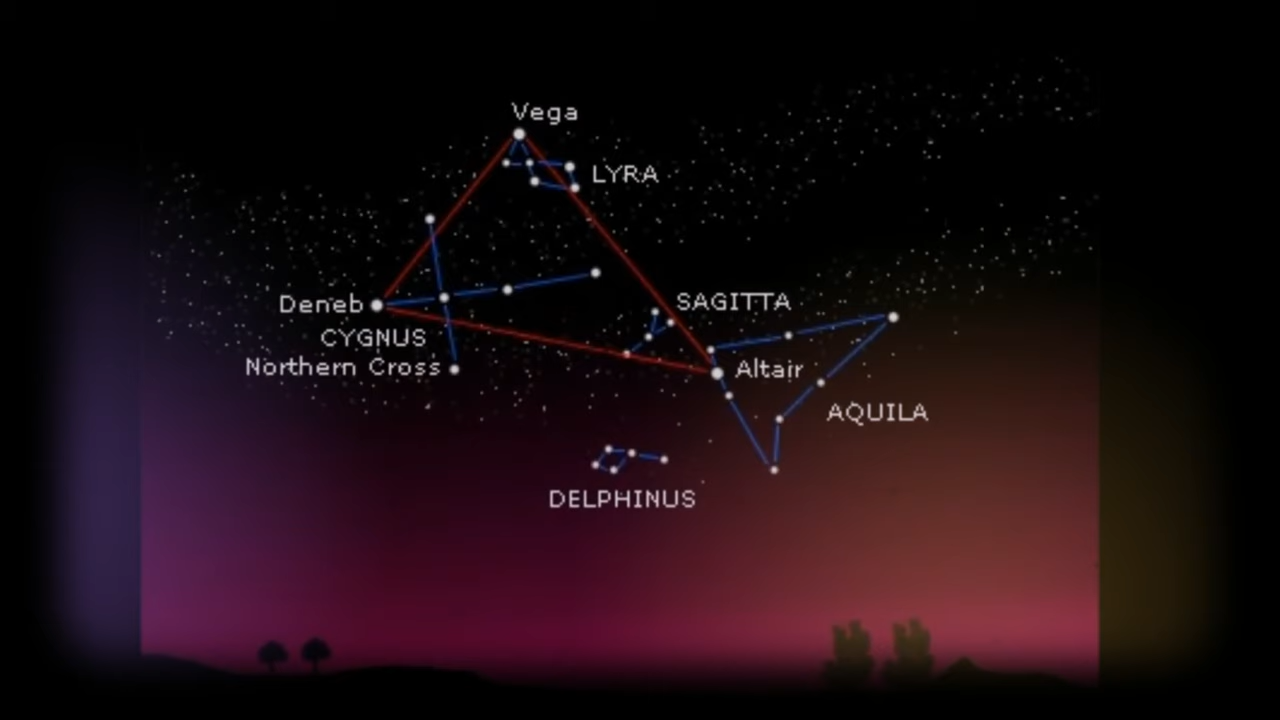 Vega
LYRA
Deneb
SAGITTA
CYGNUS
Northern Cross
Altair
AQUILA
DELPHINUS